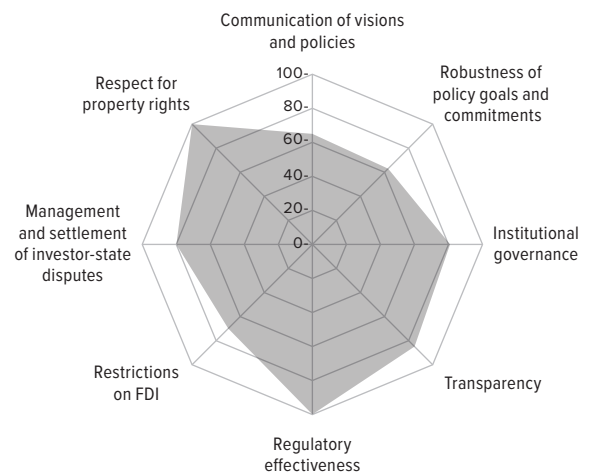 Communication of visions
and policies
Robustness of
policy goals and
commitments
Institutional
governance
Transparency
Regulatory
effectiveness
Restrictions
on FDI
Management
and settlement
of investor-state
disputes
Respect for
property rights
100-
80-
60-
40-
20-
0-